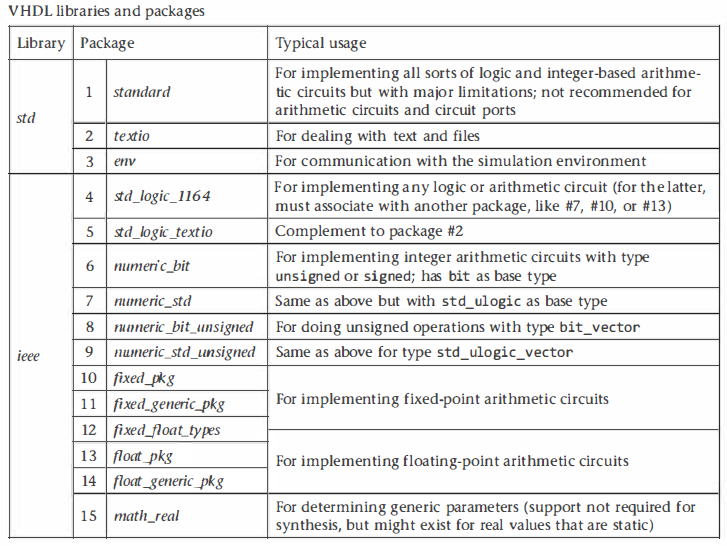 VHDL libraries and packages
Library Package Typical usage
std
1 standard For implementing all sorts of logic and integer-based arithme-
tic circuits but with major limitations; not recommended for
arithmetic circuits and circuit ports
2 textio For dealing with text and files
3 env For communication with the simulation environment
ieee
4 std_logic_1164 For implementing any logic or arithmetic circuit (for the latter,
must associate with another package, like #7, #10, or #13)
5 std_logic_textio Complement to package #2
6 numeric_bit For implementing integer arithmetic circuits with type
unsigned or signed; has bit as base type
7 numeric_std Same as above but with std_ulogic as base type
8 numeric_bit_unsigned For doing unsigned operations with type bit_vector
9 numeric_std_unsigned Same as above for type std_ulogic_vector
10 fixed_pkg
11 fixed_generic_pkg For implementing fixed-point arithmetic circuits
12 fixed_float_types
13 float_pkg For implementing floating-point arithmetic circuits
14 float_generic_pkg
15 math_real For determining generic parameters (support not required for
synthesis, but might exist for real values that are static)